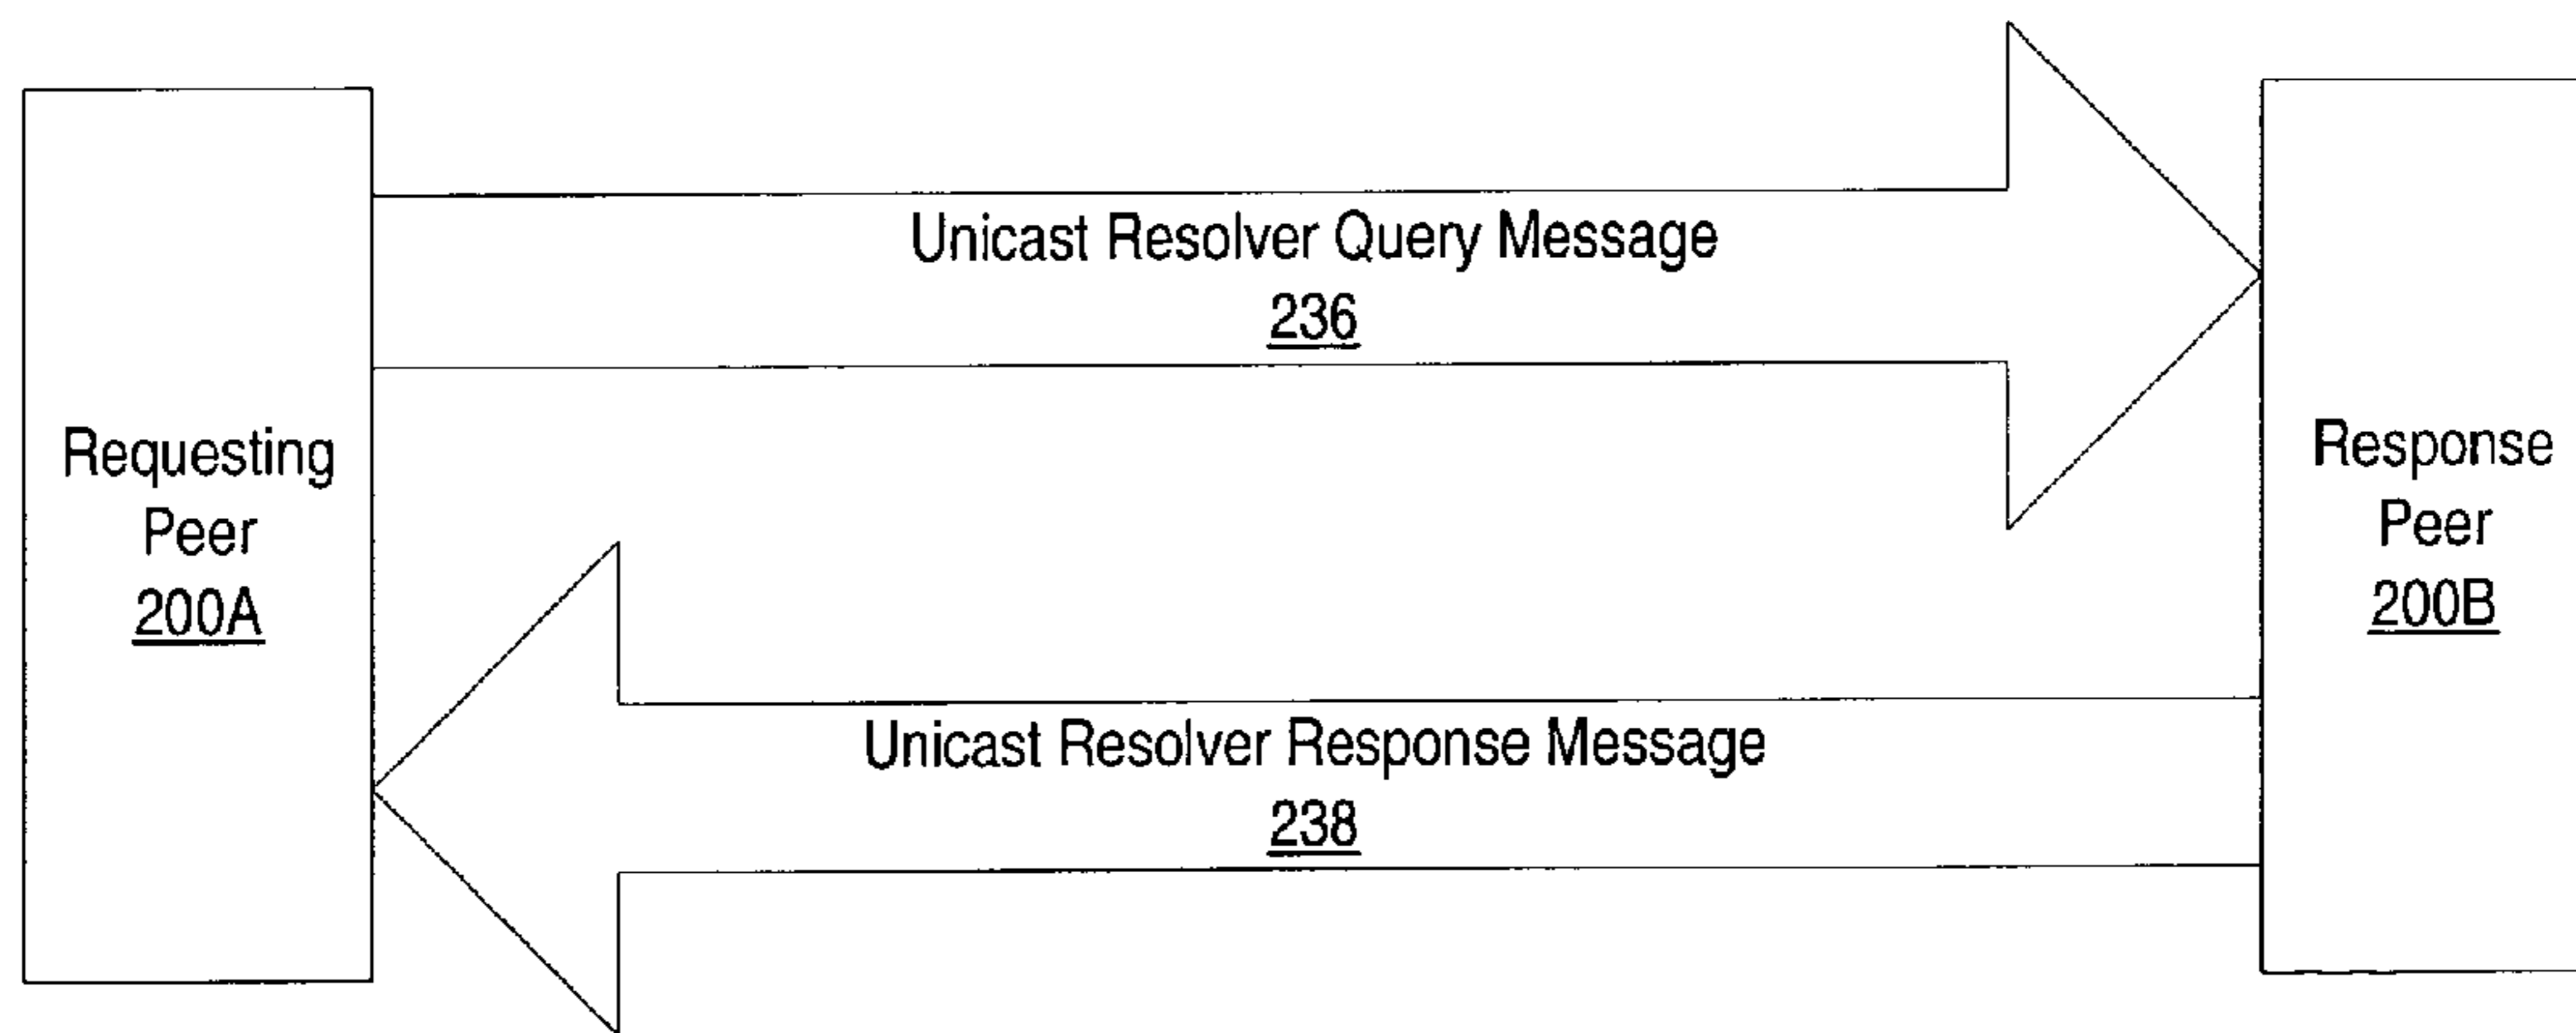 Unicast Resolver Query Message
236
Requesting
Peer
200A
Response
Peer
200B
Unicast Resolver Response Message
238